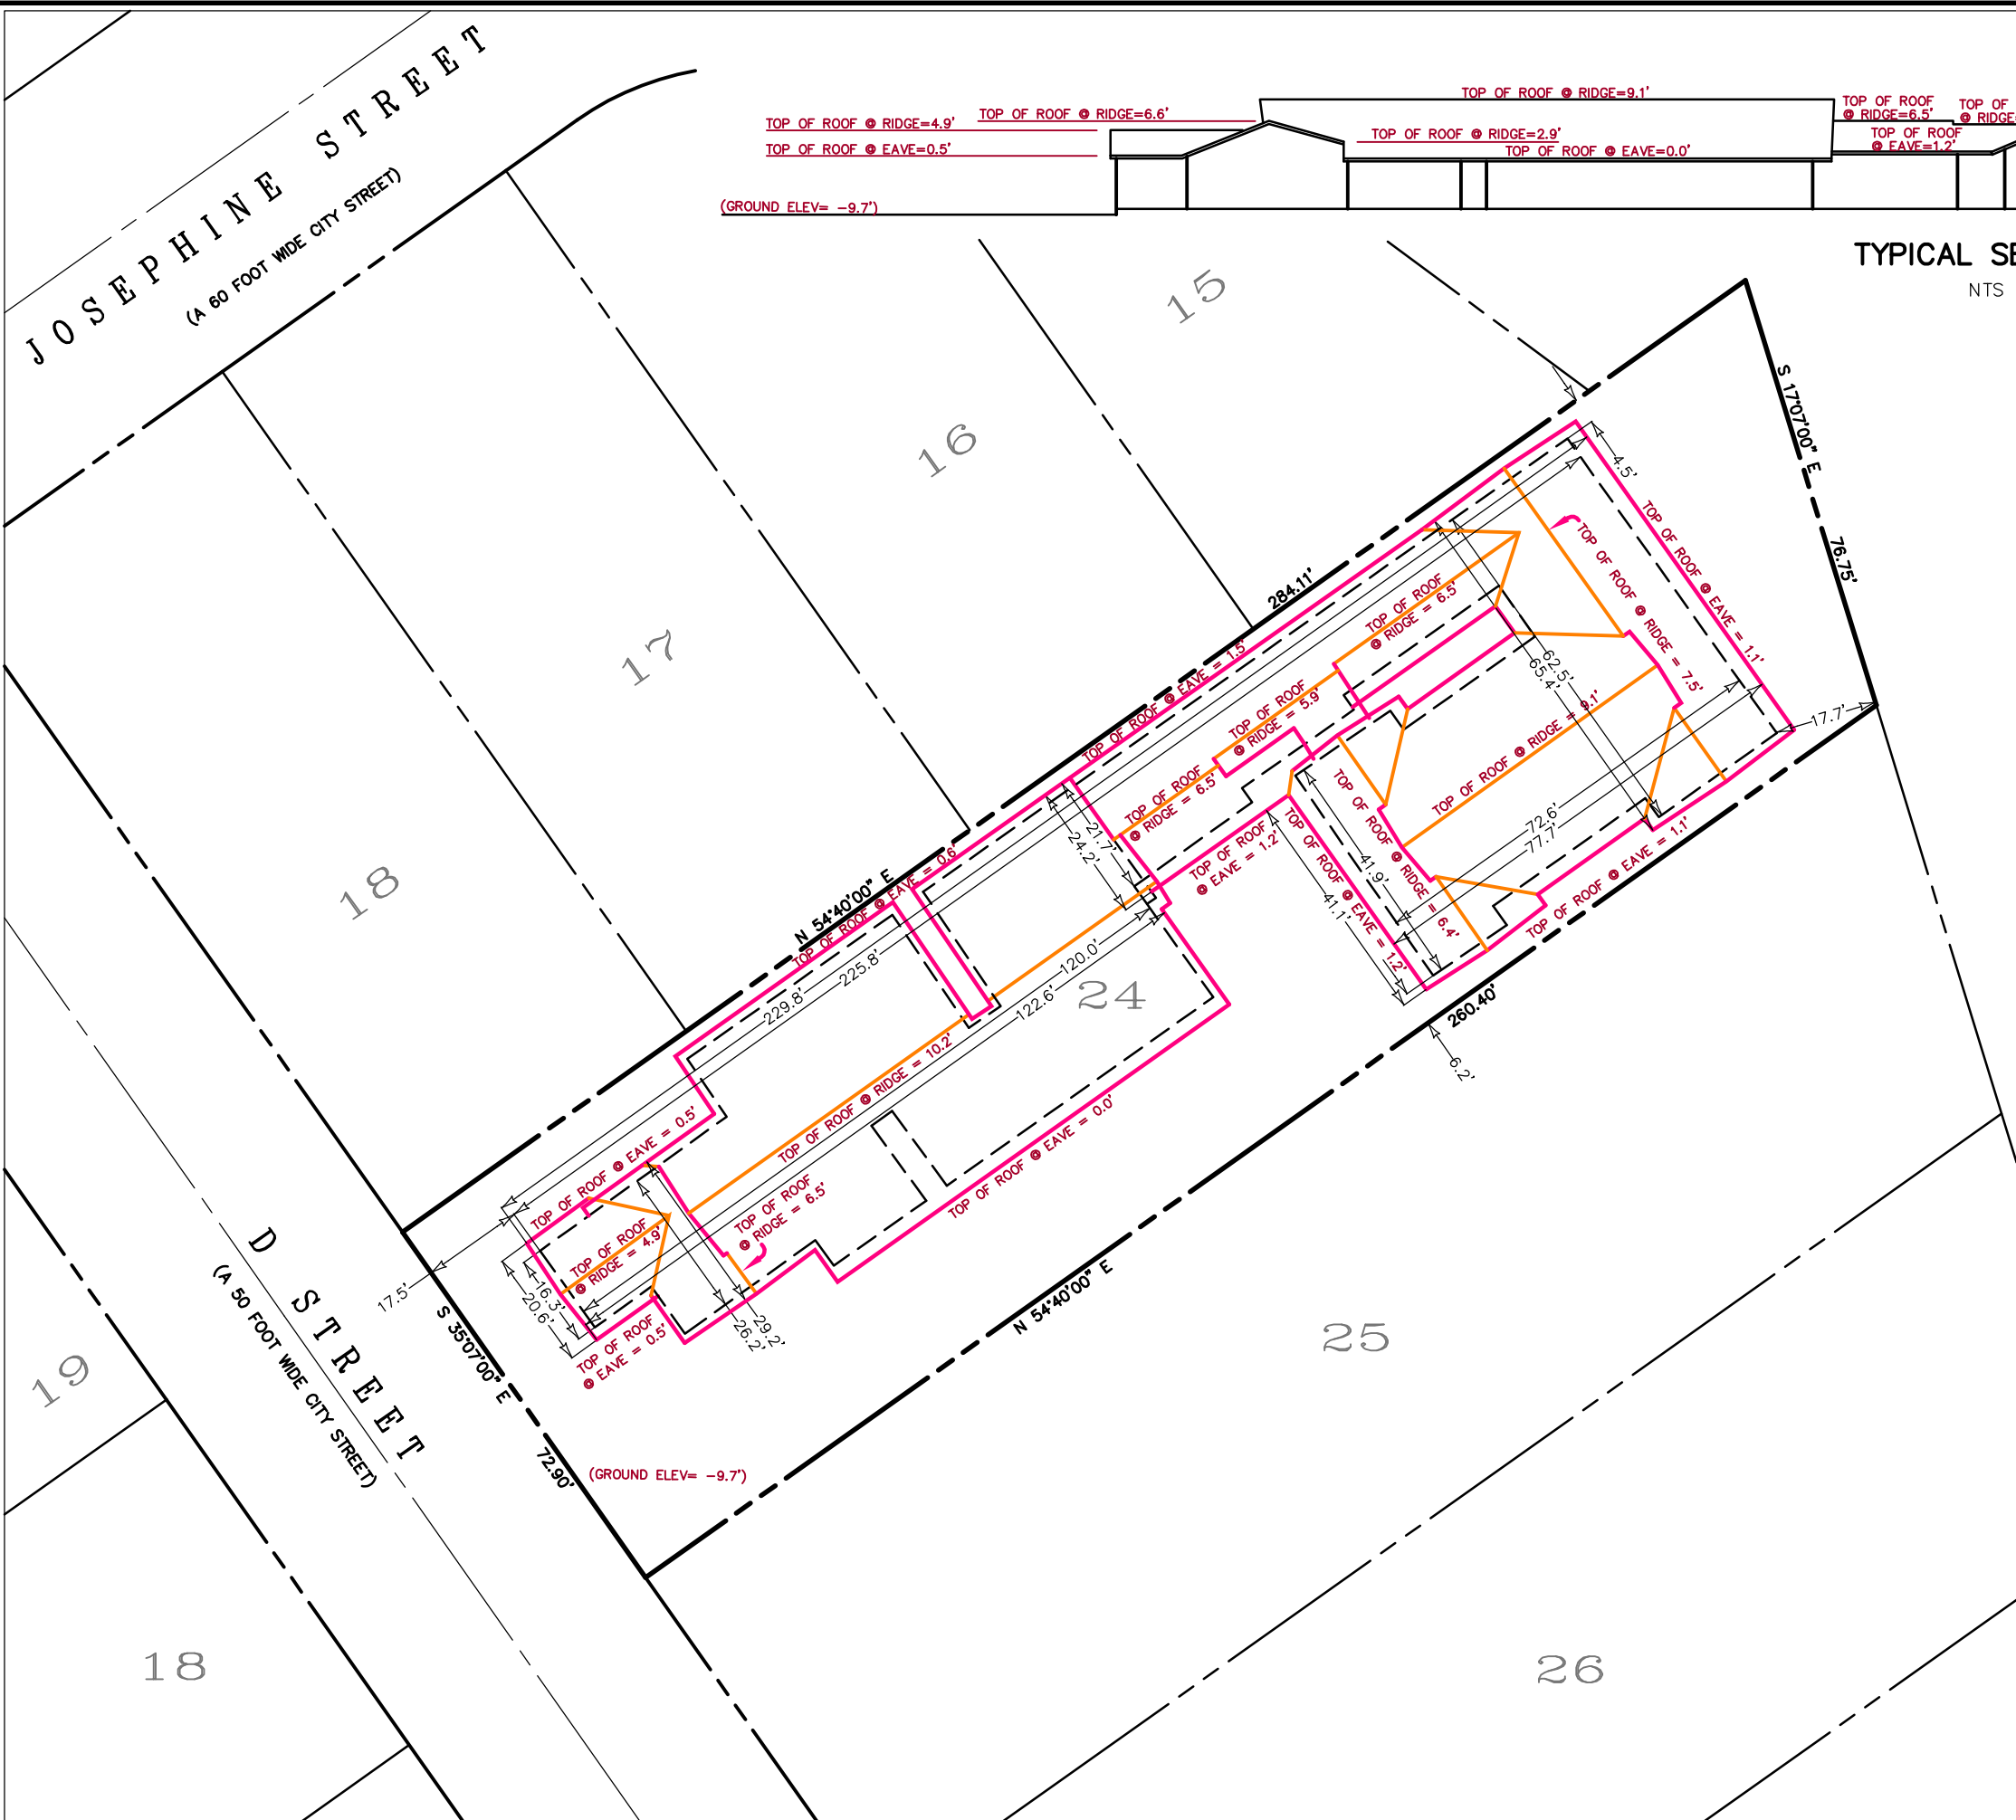 JOSEPHINE STREET
(A 60 FOOT WIDE CITY STREET)
TOP OF ROOF @ RIDGE=4.9'
TOP OF ROOF @ EAVE=0.5'
TOP OF ROOF @ RIDGE=6.6'
TOP OF ROOF @ RIDGE=9.1'
TOP OF ROOF @ RIDGE=2.9'
TOP OF ROOF @ EAVE=0.0'
TOP OF ROOF
@ RIDGE=6.5'
TOP OF
@ RIDGE=
TOP OF ROOF
@ EAVE=1.2'
(GROUND ELEV= -9.7')
TYPICAL SE
NTS
15
16
17
18
S 17°07'00" E
76.75'
284.11'
N 54°40'00" E
4.5'
TOP OF ROOF @ EAVE = 1.1'
TOP OF ROOF @ RIDGE = 7.5'
TOP OF ROOF
@ RIDGE = 6.5'
62.5'
65.4'
TOP OF ROOF @ EAVE = 1.5'
TOP OF ROOF
@ RIDGE = 5.9'
TOP OF ROOF
@ RIDGE = 6.5'
TOP OF ROOF @ RIDGE = 9.1'
17.7'
72.6'
77.7'
21.7'
24.2'
TOP OF ROOF
@ EAVE = 1.2'
TOP OF ROOF @ RIDGE = 6.4'
TOP OF ROOF @ EAVE = 1.2'
41.9'
41.1'
TOP OF ROOF @ EAVE = 1.1'
TOP OF ROOF @ EAVE = 0.6'
229.8'
225.8'
120.0'
122.6'
24
260.40'
6.2'
TOP OF ROOF @ RIDGE = 10.2'
TOP OF ROOF @ EAVE = 0.0'
TOP OF ROOF @ EAVE = 0.5'
TOP OF ROOF
@ RIDGE = 6.5'
TOP OF ROOF
@ RIDGE = 4.9'
16.3'
20.6'
29.2'
26.2'
TOP OF ROOF
@ EAVE = 0.5'
17.5'
S 35°07'00" E
72.90'
N 54°40'00" E
(GROUND ELEV= -9.7')
D STREET
(A 50 FOOT WIDE CITY STREET)
19
25
18
26